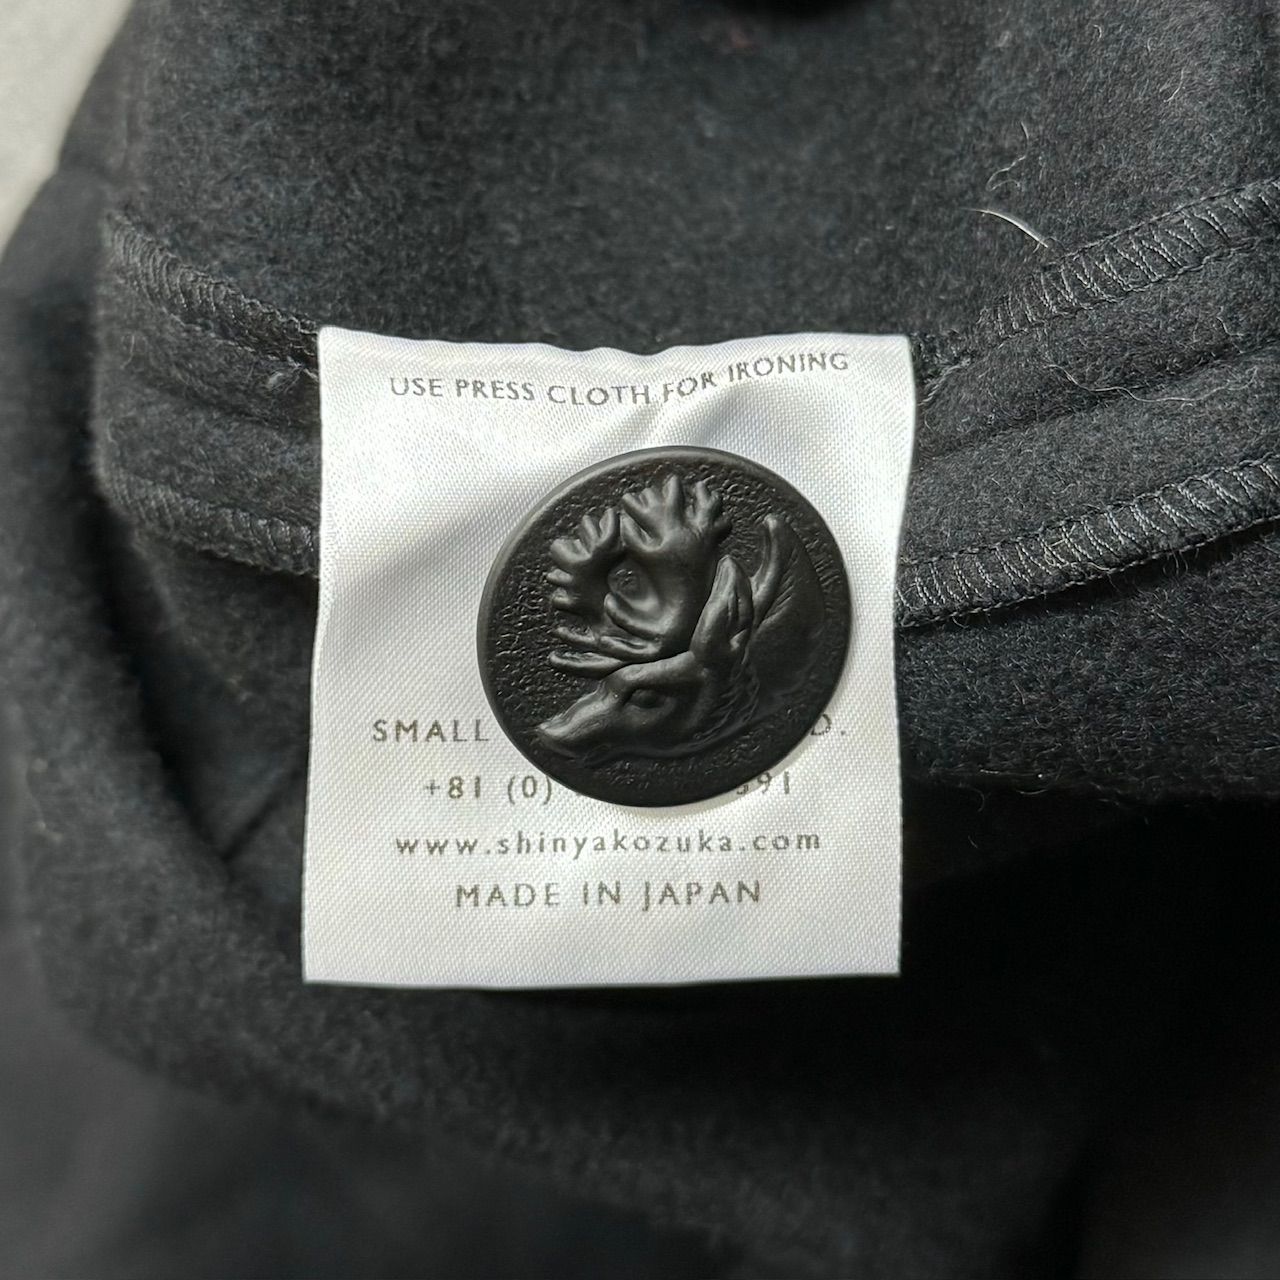 USE PRESS CLOTH FOR IRONING
SMALL
+81 (0)
www.shinyakozuka.com
MADE IN JAPAN